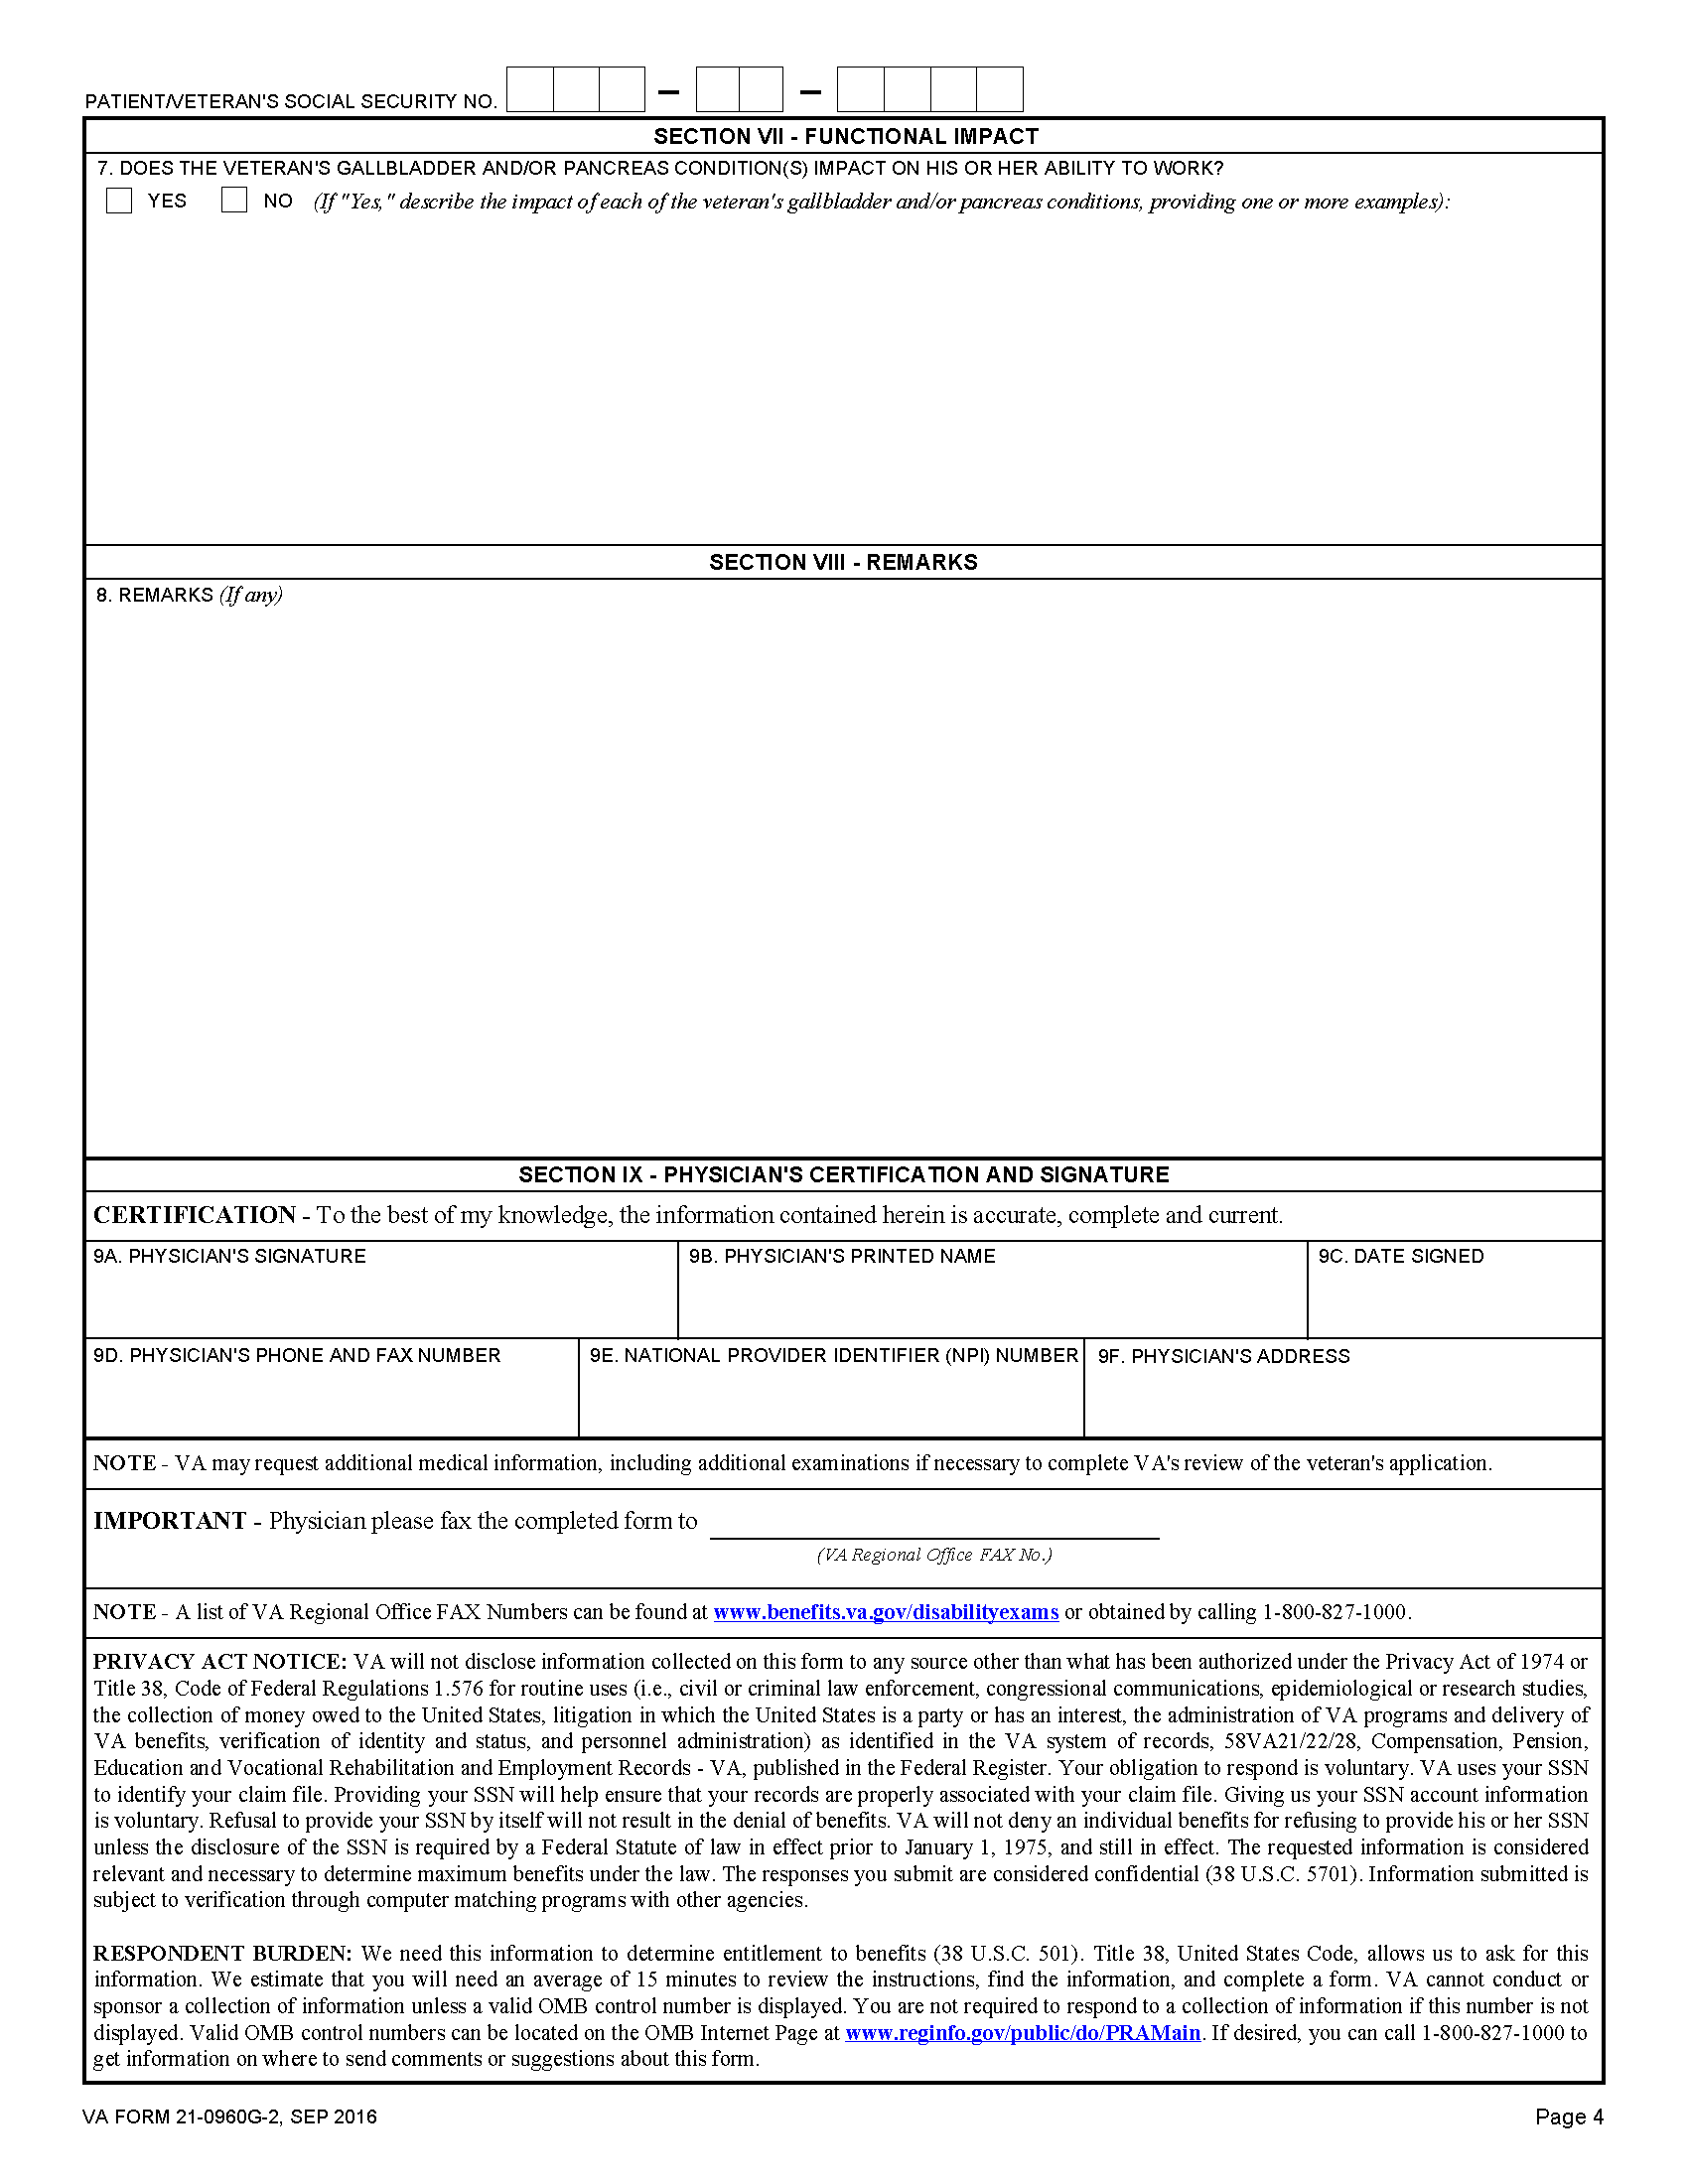 PATIENT/VETERAN'S SOCIAL SECURITY NO. – –
SECTION VII - FUNCTIONAL IMPACT
7. DOES THE VETERAN'S GALLBLADDER AND/OR PANCREAS CONDITION(S) IMPACT ON HIS OR HER ABILITY TO WORK?
YES NO (If "Yes," describe the impact of each of the veteran's gallbladder and/or pancreas conditions, providing one or more examples):
SECTION VIII - REMARKS
8. REMARKS (If any)
SECTION IX - PHYSICIAN'S CERTIFICATION AND SIGNATURE
CERTIFICATION - To the best of my knowledge, the information contained herein is accurate, complete and current.
9A. PHYSICIAN'S SIGNATURE 9B. PHYSICIAN'S PRINTED NAME 9C. DATE SIGNED
9D. PHYSICIAN'S PHONE AND FAX NUMBER 9E. NATIONAL PROVIDER IDENTIFIER (NPI) NUMBER 9F. PHYSICIAN'S ADDRESS
NOTE - VA may request additional medical information, including additional examinations if necessary to complete VA's review of the veteran's application.
IMPORTANT - Physician please fax the completed form to
(VA Regional Office FAX No.)
NOTE - A list of VA Regional Office FAX Numbers can be found at www.benefits.va.gov/disabilityexams or obtained by calling 1-800-827-1000.
PRIVACY ACT NOTICE: VA will not disclose information collected on this form to any source other than what has been authorized under the Privacy Act of 1974 or
Title 38, Code of Federal Regulations 1.576 for routine uses (i.e., civil or criminal law enforcement, congressional communications, epidemiological or research studies,
the collection of money owed to the United States, litigation in which the United States is a party or has an interest, the administration of VA programs and delivery of
VA benefits, verification of identity and status, and personnel administration) as identified in the VA system of records, 58VA21/22/28, Compensation, Pension,
Education and Vocational Rehabilitation and Employment Records - VA, published in the Federal Register. Your obligation to respond is voluntary. VA uses your SSN
to identify your claim file. Providing your SSN will help ensure that your records are properly associated with your claim file. Giving us your SSN account information
is voluntary. Refusal to provide your SSN by itself will not result in the denial of benefits. VA will not deny an individual benefits for refusing to provide his or her SSN
unless the disclosure of the SSN is required by a Federal Statute of law in effect prior to January 1, 1975, and still in effect. The requested information is considered
relevant and necessary to determine maximum benefits under the law. The responses you submit are considered confidential (38 U.S.C. 5701). Information submitted is
subject to verification through computer matching programs with other agencies.
RESPONDENT BURDEN: We need this information to determine entitlement to benefits (38 U.S.C. 501). Title 38, United States Code, allows us to ask for this
information. We estimate that you will need an average of 15 minutes to review the instructions, find the information, and complete a form. VA cannot conduct or
sponsor a collection of information unless a valid OMB control number is displayed. You are not required to respond to a collection of information if this number is not
displayed. Valid OMB control numbers can be located on the OMB Internet Page at www.reginfo.gov/public/do/PRAMain. If desired, you can call 1-800-827-1000 to
get information on where to send comments or suggestions about this form.
VA FORM 21-0960G-2, SEP 2016 Page 4